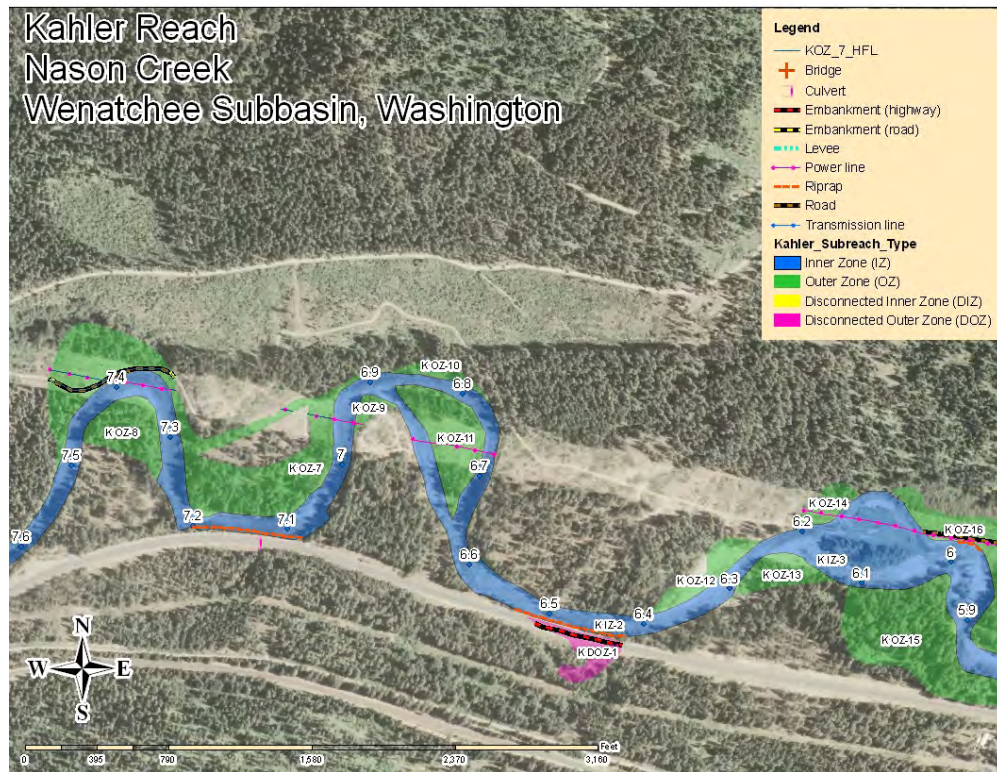 Kahler Reach
Nason Creek
Wenatchee Subbasin, Washington
Legend
KOZ_7_HFL
Bridge
Culvert
Embankment (highway)
Embankment (road)
Levee
Power line
Riprap
Road
Transmission line
Kahler_Subreach_Type
Inner Zone (IZ)
Outer Zone (OZ)
Disconnected Inner Zone (DIZ)
Disconnected Outer Zone (DOZ)
KOZ-10
6.9
7.4
6.8
KOZ-9
KOZ-8
7.3
KOZ-11
7.5
KOZ-7
7
6.7
KOZ-14
7.2
7.1
6.2
KOZ-16
7.6
6.6
KIZ-3
6
KOZ-12
6.3
KOZ-13
6.1
6.5
6.4
5.9
KIZ-2
KOZ-15
KDOZ-1
N
W E
S
Feet
0 395 790 1,580 2,370 3,160